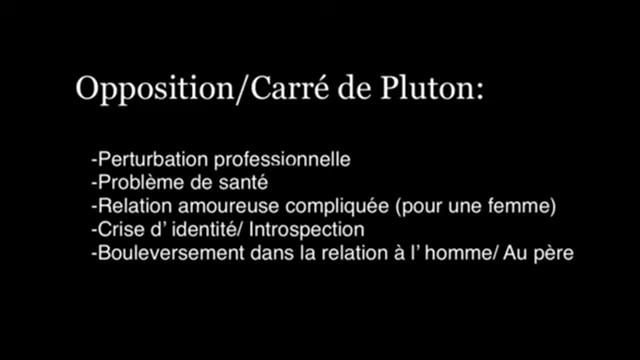 Opposition/Carré de Pluton:
-Perturbation professionnelle
-Problème de santé
-Relation amoureuse compliquée (pour une femme)
-Crise d’ identité/ Introspection
-Bouleversement dans la relation à l’ homme/ Au père